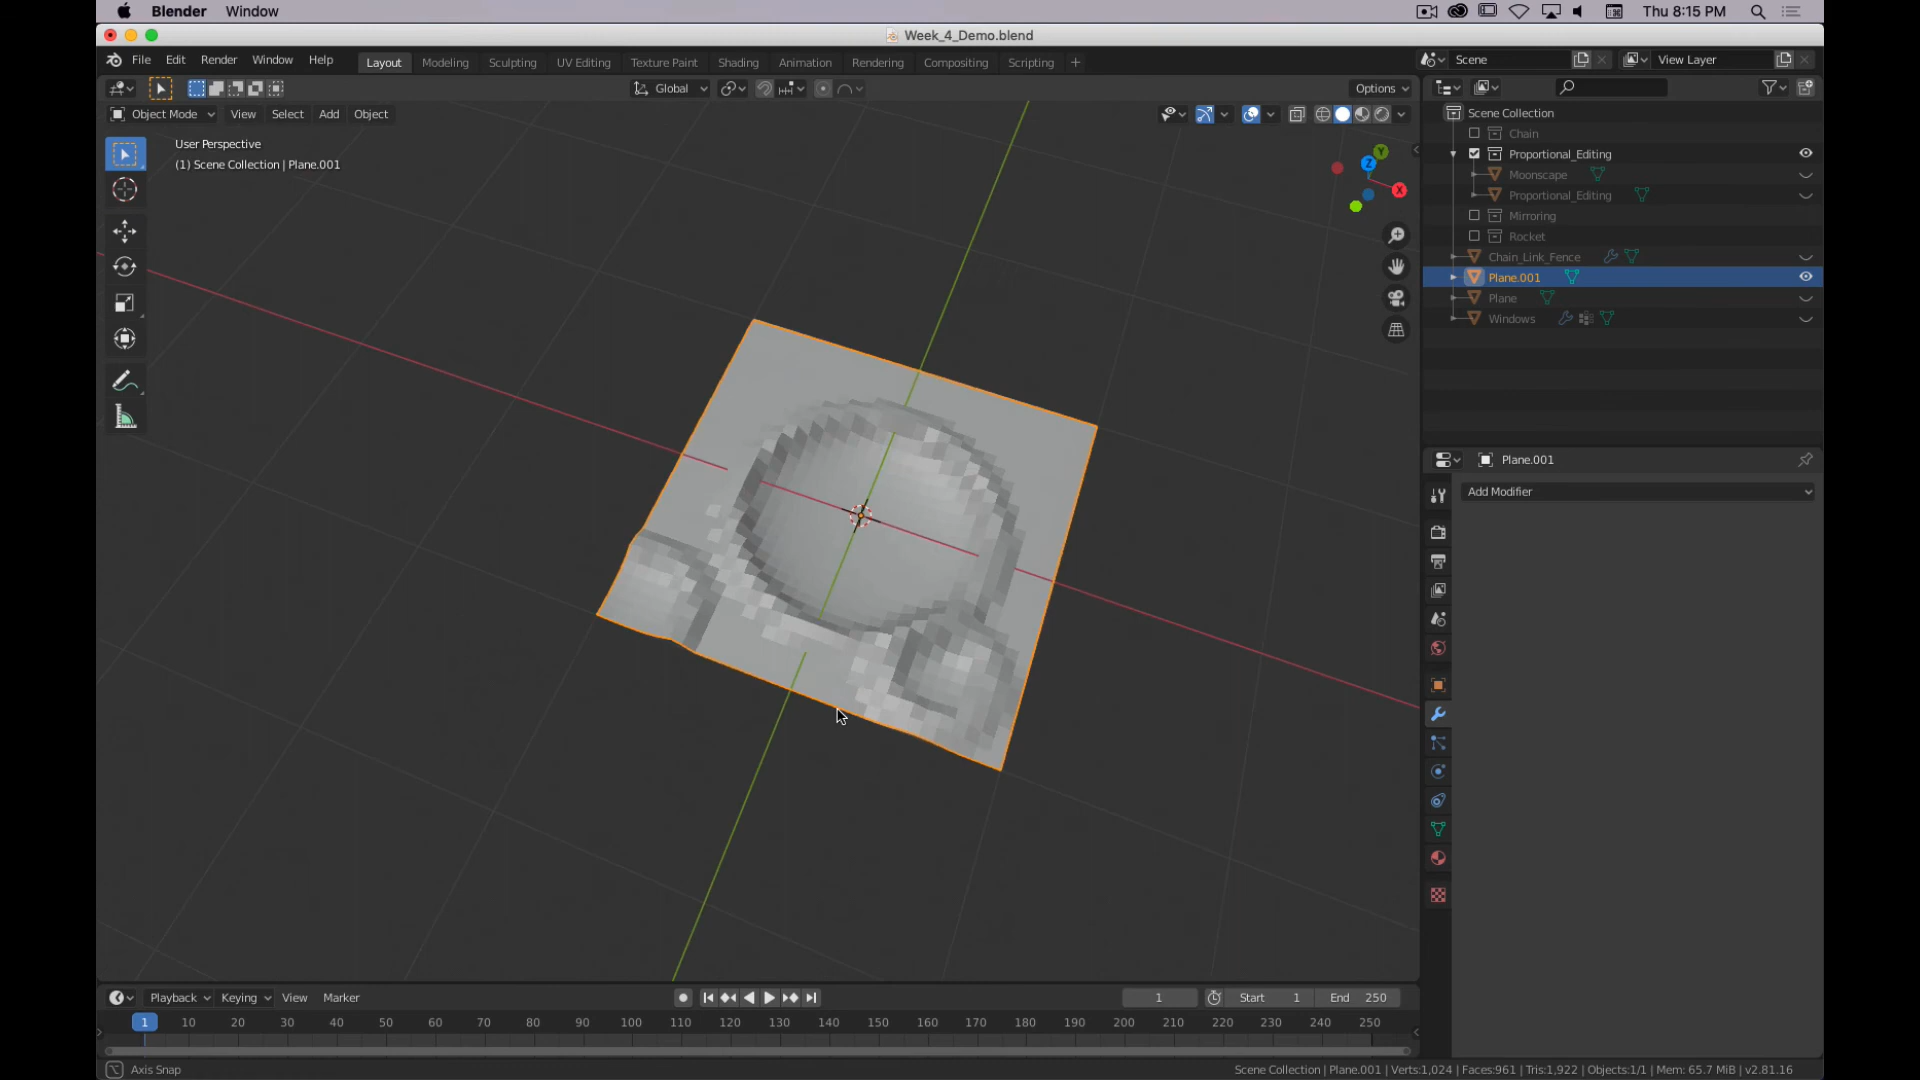 Blender Window Thu 8:15 PM
Week_4_Demo.blend
File Edit Render Window Help Layout Modeling Sculpting UV Editing Texture Paint Shading Animation Rendering Compositing Scripting + Scene View Layer
Global Options
Object Mode View Select Add Object
User Perspective
(1) Scene Collection | Plane.001
Y
Z
X
Scene Collection
Chain
Proportional_Editing
Moonscape
Proportional_Editing
Mirroring
Rocket
Chain_Link_Fence
Plane.001
Plane
Windows
Plane.001
Add Modifier
Playback Keying View Marker 1 Start 1 End 250
1 10 20 30 40 50 60 70 80 90 100 110 120 130 140 150 160 170 180 190 200 210 220 230 240 250
Axis Snap Scene Collection | Plane.001 | Verts:1,024 | Faces:961 | Tris:1,922 | Objects:1/1 | Mem: 65.7 MiB | v2.81.16